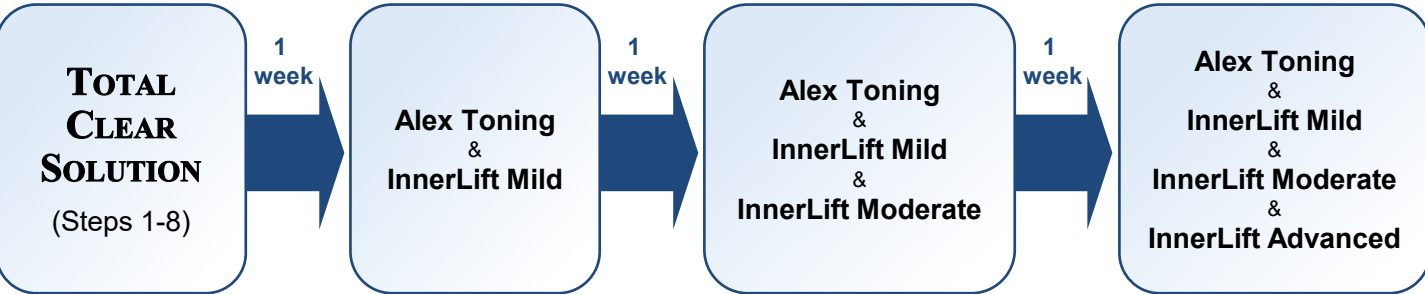 TOTAL
CLEAR
SOLUTION
(Steps 1-8)
1
week
Alex Toning
&
InnerLift Mild
1
week
Alex Toning
&
InnerLift Mild
&
InnerLift Moderate
1
week
Alex Toning
&
InnerLift Mild
&
InnerLift Moderate
&
InnerLift Advanced